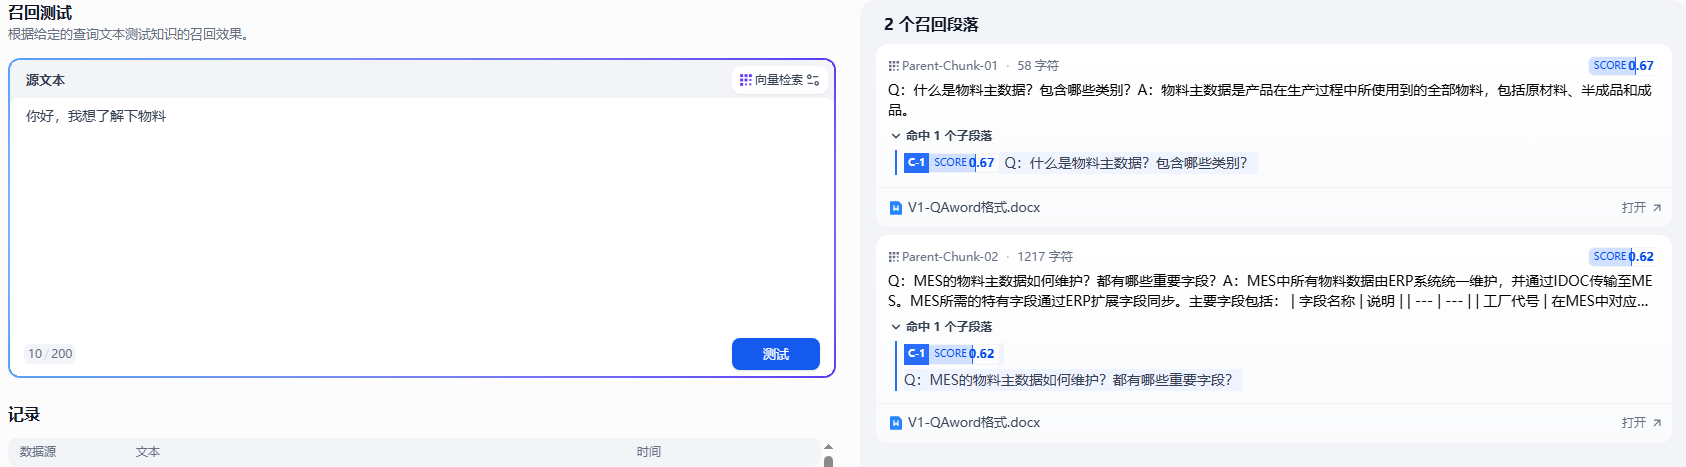 召回测试
根据给定的查询文本测试知识的召回效果。
源文本
向量检索
你好，我想了解下物料
10 / 200
测试
记录
数据源 文本 时间
2 个召回段落
Parent-Chunk-01 · 58 字符
SCORE 0.67
Q：什么是物料主数据？包含哪些类别？A：物料主数据是产品在生产过程中所使用到的全部物料，包括原材料、半成品和成
品。
命中 1 个子段落
C-1 SCORE 0.67 Q：什么是物料主数据？包含哪些类别？
V1-QAword格式.docx
打开
Parent-Chunk-02 · 1217 字符
SCORE 0.62
Q：MES的物料主数据如何维护？都有哪些重要字段？A：MES中所有物料数据由ERP系统统一维护，并通过IDOC传输至ME
S。MES所需的特有字段通过ERP扩展字段同步。主要字段包括： | 字段名称 | 说明 | | --- | --- | | 工厂代号 | 在MES中对应...
命中 1 个子段落
C-1 SCORE 0.62
Q：MES的物料主数据如何维护？都有哪些重要字段？
V1-QAword格式.docx
打开